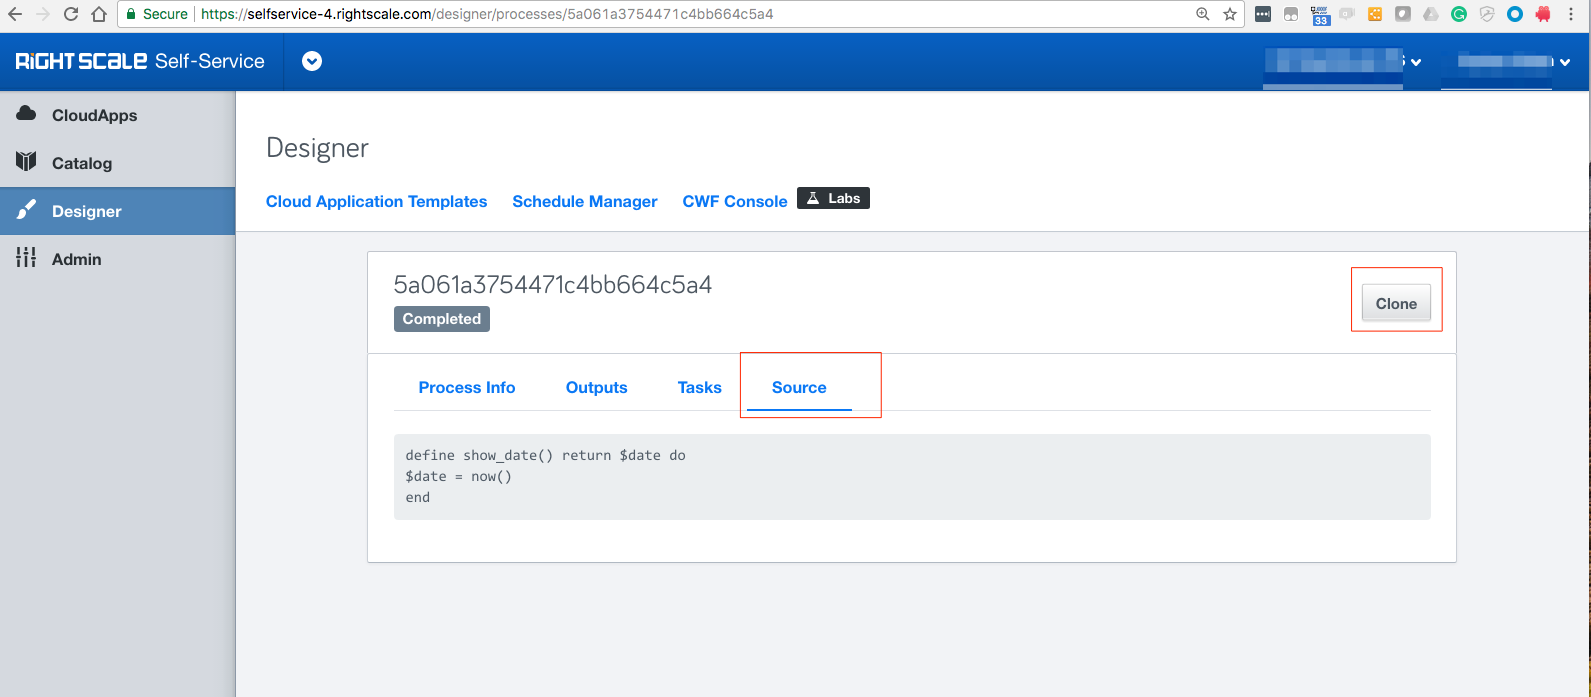 Secure https://selfservice-4.rightscale.com/designer/processes/5a061a3754471c4bb664c5a4
33
RIGHTSCALE Self-Service
CloudApps
Catalog
Designer
Admin
Designer
Cloud Application Templates Schedule Manager CWF Console Labs
5a061a3754471c4bb664c5a4
Completed
Clone
Process Info Outputs Tasks Source
define show_date() return $date do
$date = now()
end